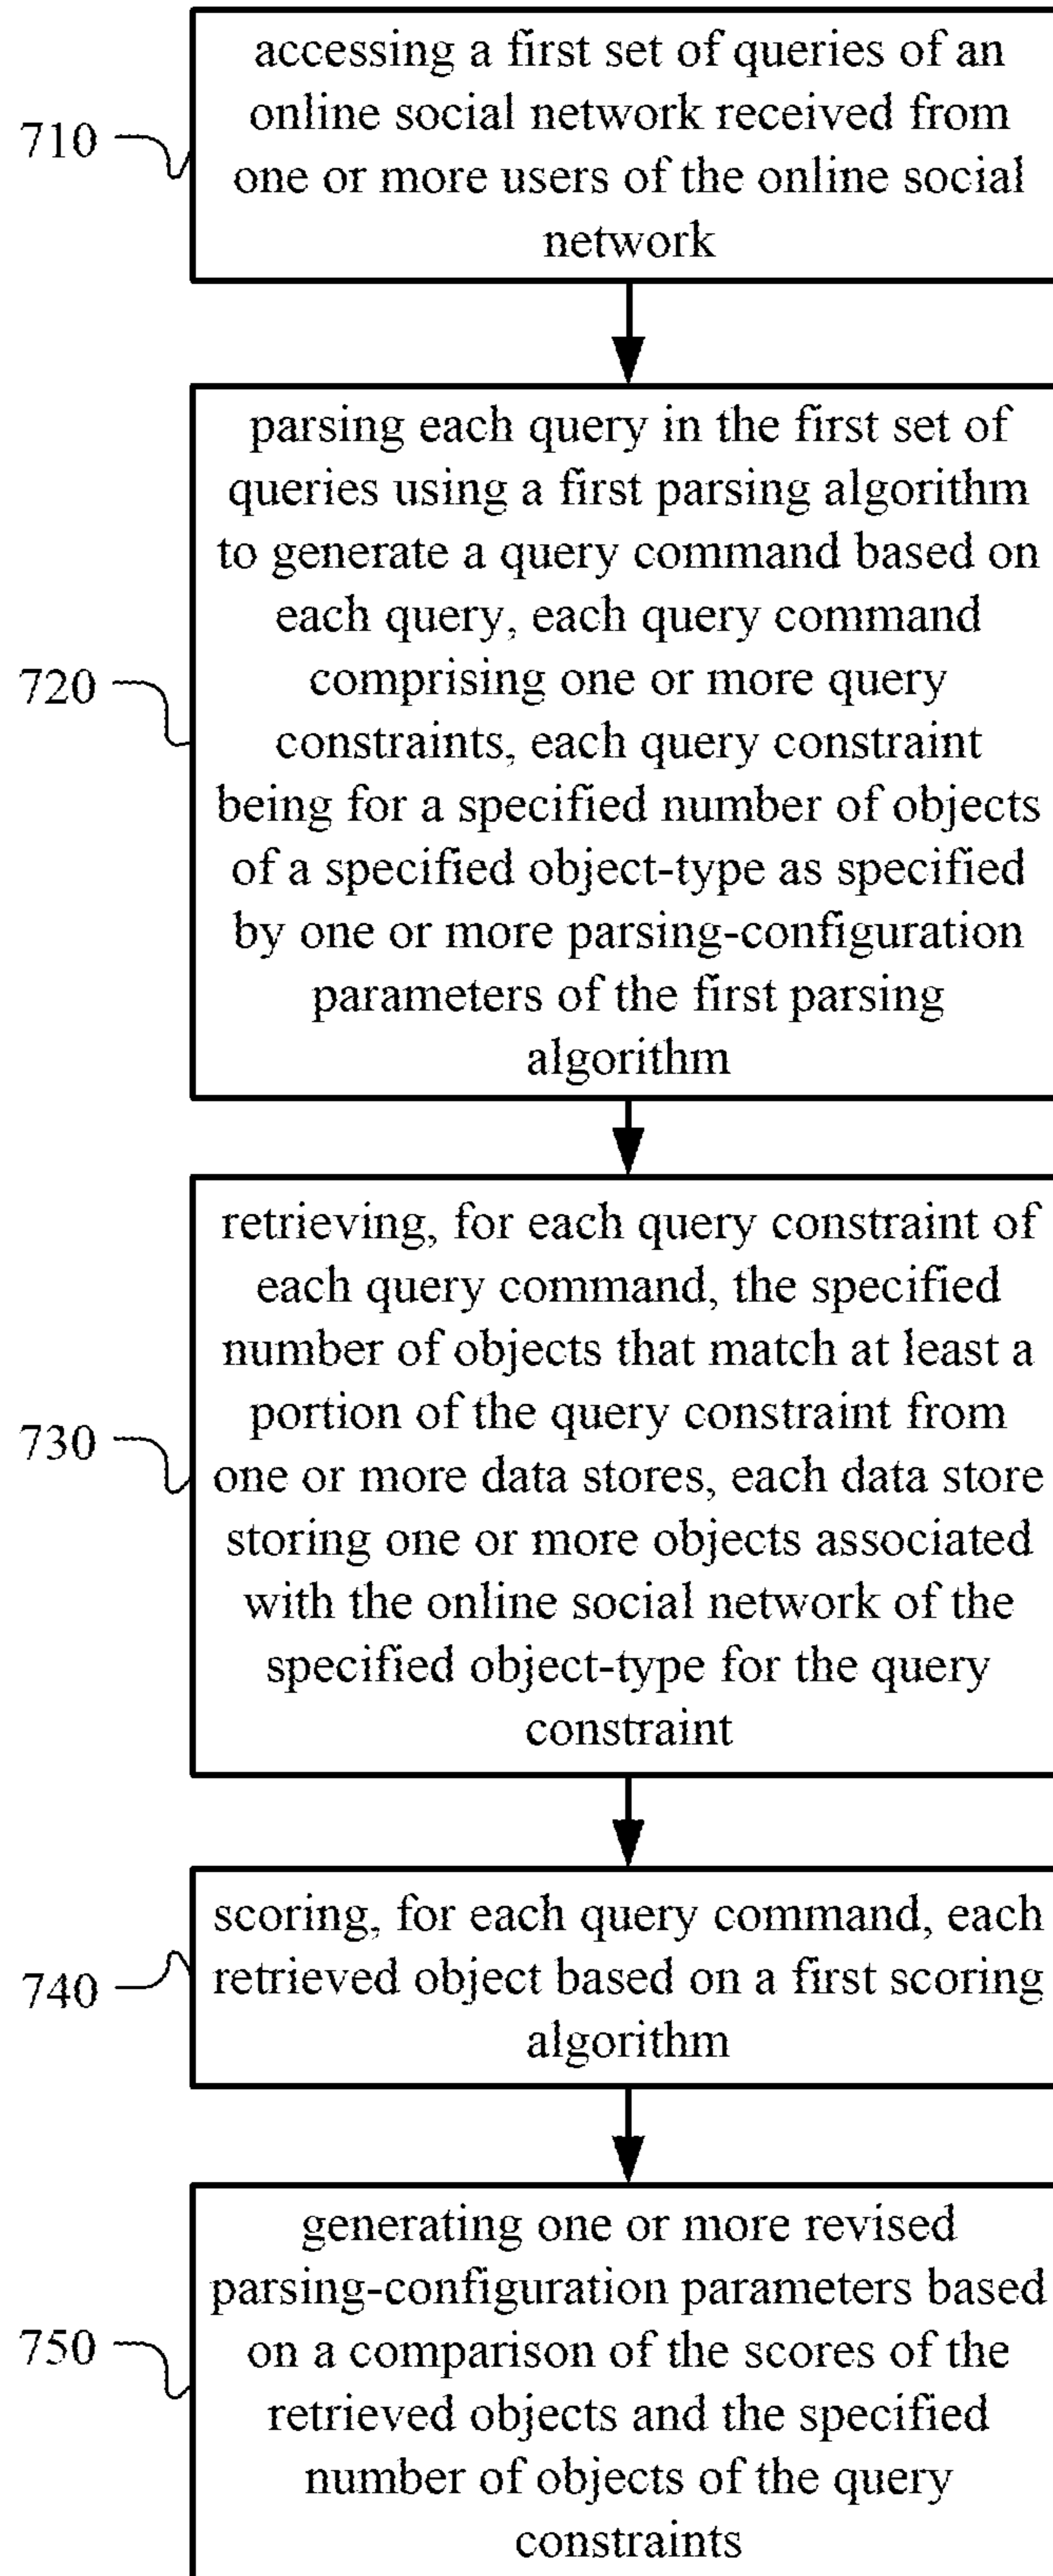 accessing a first set of queries of an
online social network received from
one or more users of the online social
network
710
parsing each query in the first set of
queries using a first parsing algorithm
to generate a query command based on
each query, each query command
comprising one or more query
constraints, each query constraint
being for a specified number of objects
of a specified object-type as specified
by one or more parsing-configuration
parameters of the first parsing
algorithm
720
retrieving, for each query constraint of
each query command, the specified
number of objects that match at least a
portion of the query constraint from
one or more data stores, each data store
storing one or more objects associated
with the online social network of the
specified object-type for the query
constraint
730
scoring, for each query command, each
retrieved object based on a first scoring
algorithm
740
generating one or more revised
parsing-configuration parameters based
on a comparison of the scores of the
retrieved objects and the specified
number of objects of the query
constraints
750